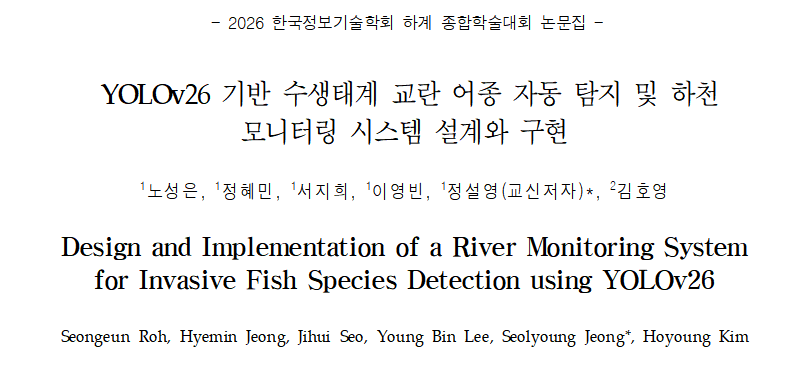 - 2026 한국정보기술학회 하계 종합학술대회 논문집 -
YOLOv26 기반 수생태계 교란 어종 자동 탐지 및 하천
모니터링 시스템 설계와 구현
¹노성은, ¹정혜민, ¹서지희, ¹이영빈, ¹정설영(교신저자)*, ²김호영
Design and Implementation of a River Monitoring System
for Invasive Fish Species Detection using YOLOv26
Seongeun Roh, Hyemin Jeong, Jihui Seo, Young Bin Lee, Seolyoung Jeong*, Hoyoung Kim